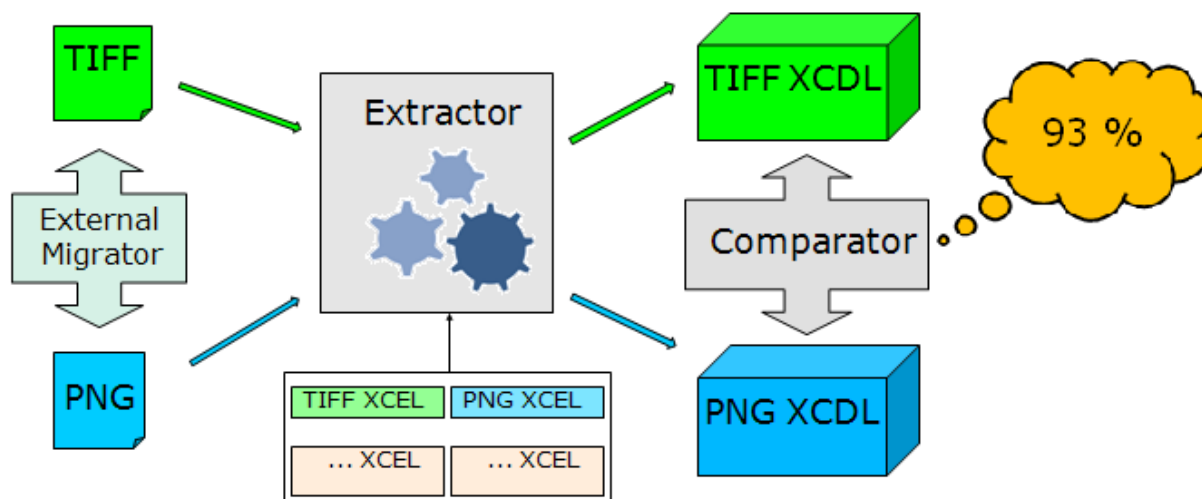 TIFF
Extractor
TIFF XCDL
93 %
External
Migrator
Comparator
PNG
TIFF XCEL
PNG XCEL
... XCEL
... XCEL
PNG XCDL